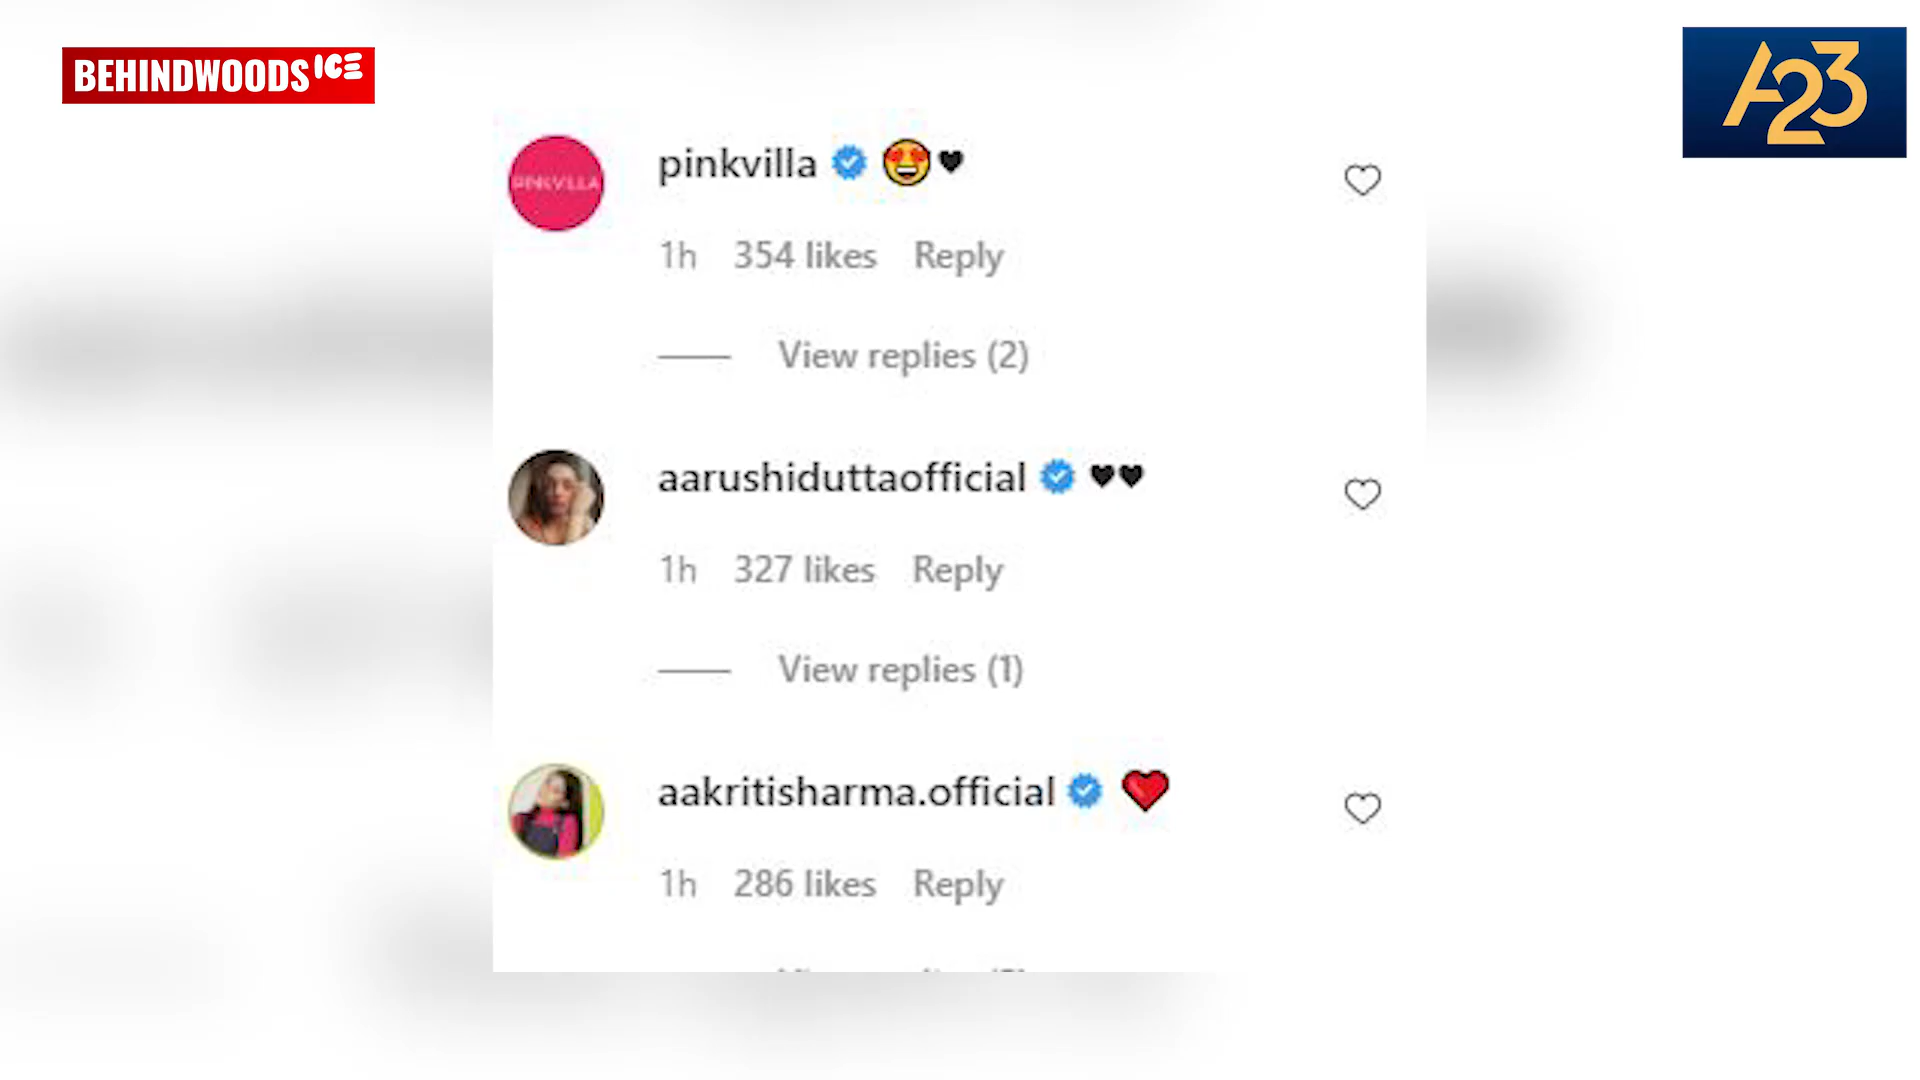 BEHINDWOODS ICE
A23
PINKVILLA
pinkvilla 😍🖤
1h 354 likes Reply
View replies (2)
aarushiduttaofficial 🖤🖤
1h 327 likes Reply
View replies (1)
aakritisharma.official ❤️
1h 286 likes Reply